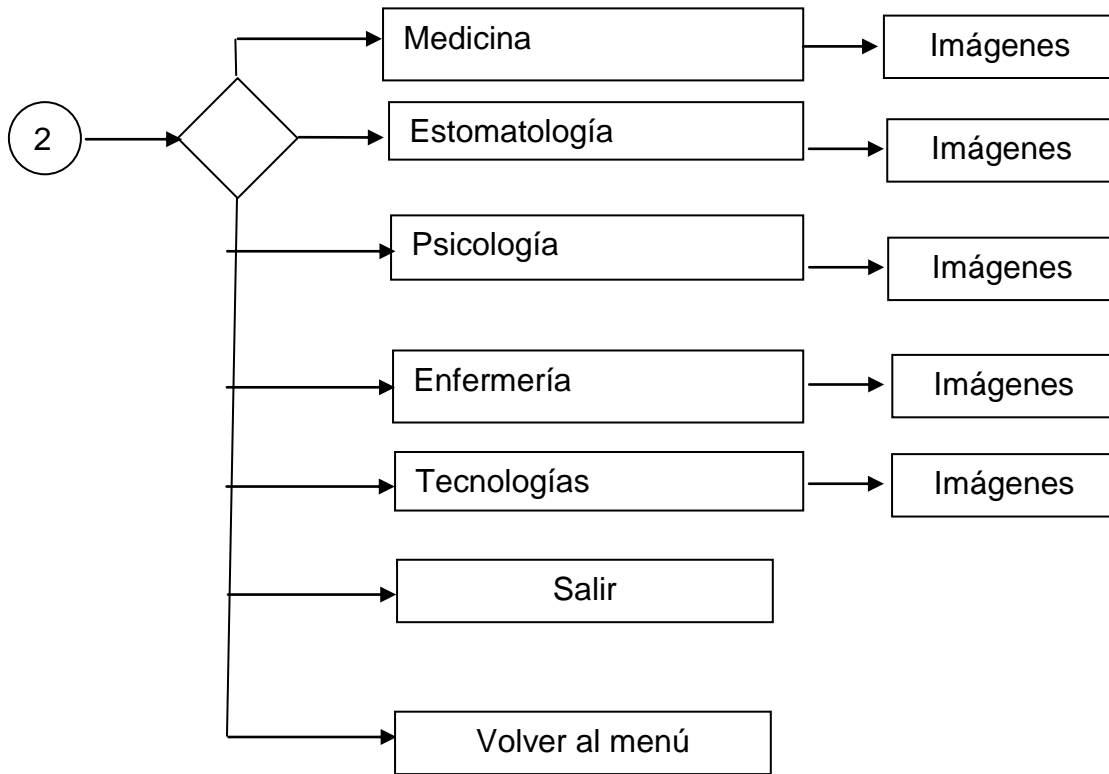 Medicina
Imágenes
2
Estomatología
Imágenes
Psicología
Imágenes
Enfermería
Imágenes
Tecnologías
Imágenes
Salir
Volver al menú